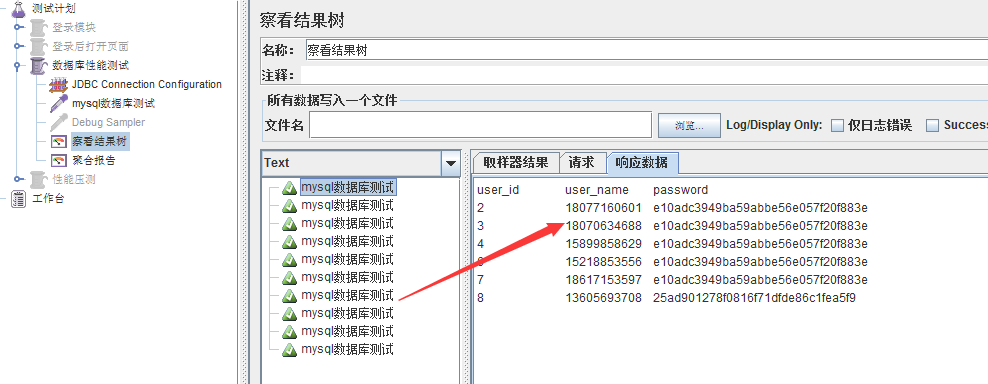 测试计划
登录模块
登录后打开页面
数据库性能测试
JDBC Connection Configuration
mysql数据库测试
Debug Sampler
察看结果树
聚合报告
性能压测
工作台
察看结果树
名称： 察看结果树
注释：
所有数据写入一个文件
文件名 浏览... Log/Display Only: 仅日志错误 Success
Text
mysql数据库测试
mysql数据库测试
mysql数据库测试
mysql数据库测试
mysql数据库测试
mysql数据库测试
mysql数据库测试
mysql数据库测试
mysql数据库测试
mysql数据库测试
取样器结果 请求 响应数据
user_id user_name password
2 18077160601 e10adc3949ba59abbe56e057f20f883e
3 18070634688 e10adc3949ba59abbe56e057f20f883e
4 15899858629 e10adc3949ba59abbe56e057f20f883e
15218853556 e10adc3949ba59abbe56e057f20f883e
7 18617153597 e10adc3949ba59abbe56e057f20f883e
8 13605693708 25ad901278f0816f71dfde86c1fea5f9